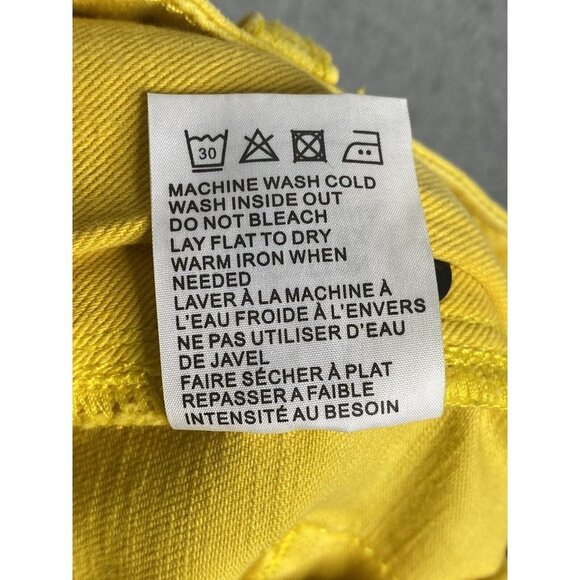 30
MACHINE WASH COLD
WASH INSIDE OUT
DO NOT BLEACH
LAY FLAT TO DRY
WARM IRON WHEN
NEEDED
LAVER À LA MACHINE À
L'EAU FROIDE À L'ENVERS
NE PAS UTILISER D'EAU
DE JAVEL
FAIRE SÉCHER À PLAT
REPASSER A FAIBLE
INTENSITÉ AU BESOIN